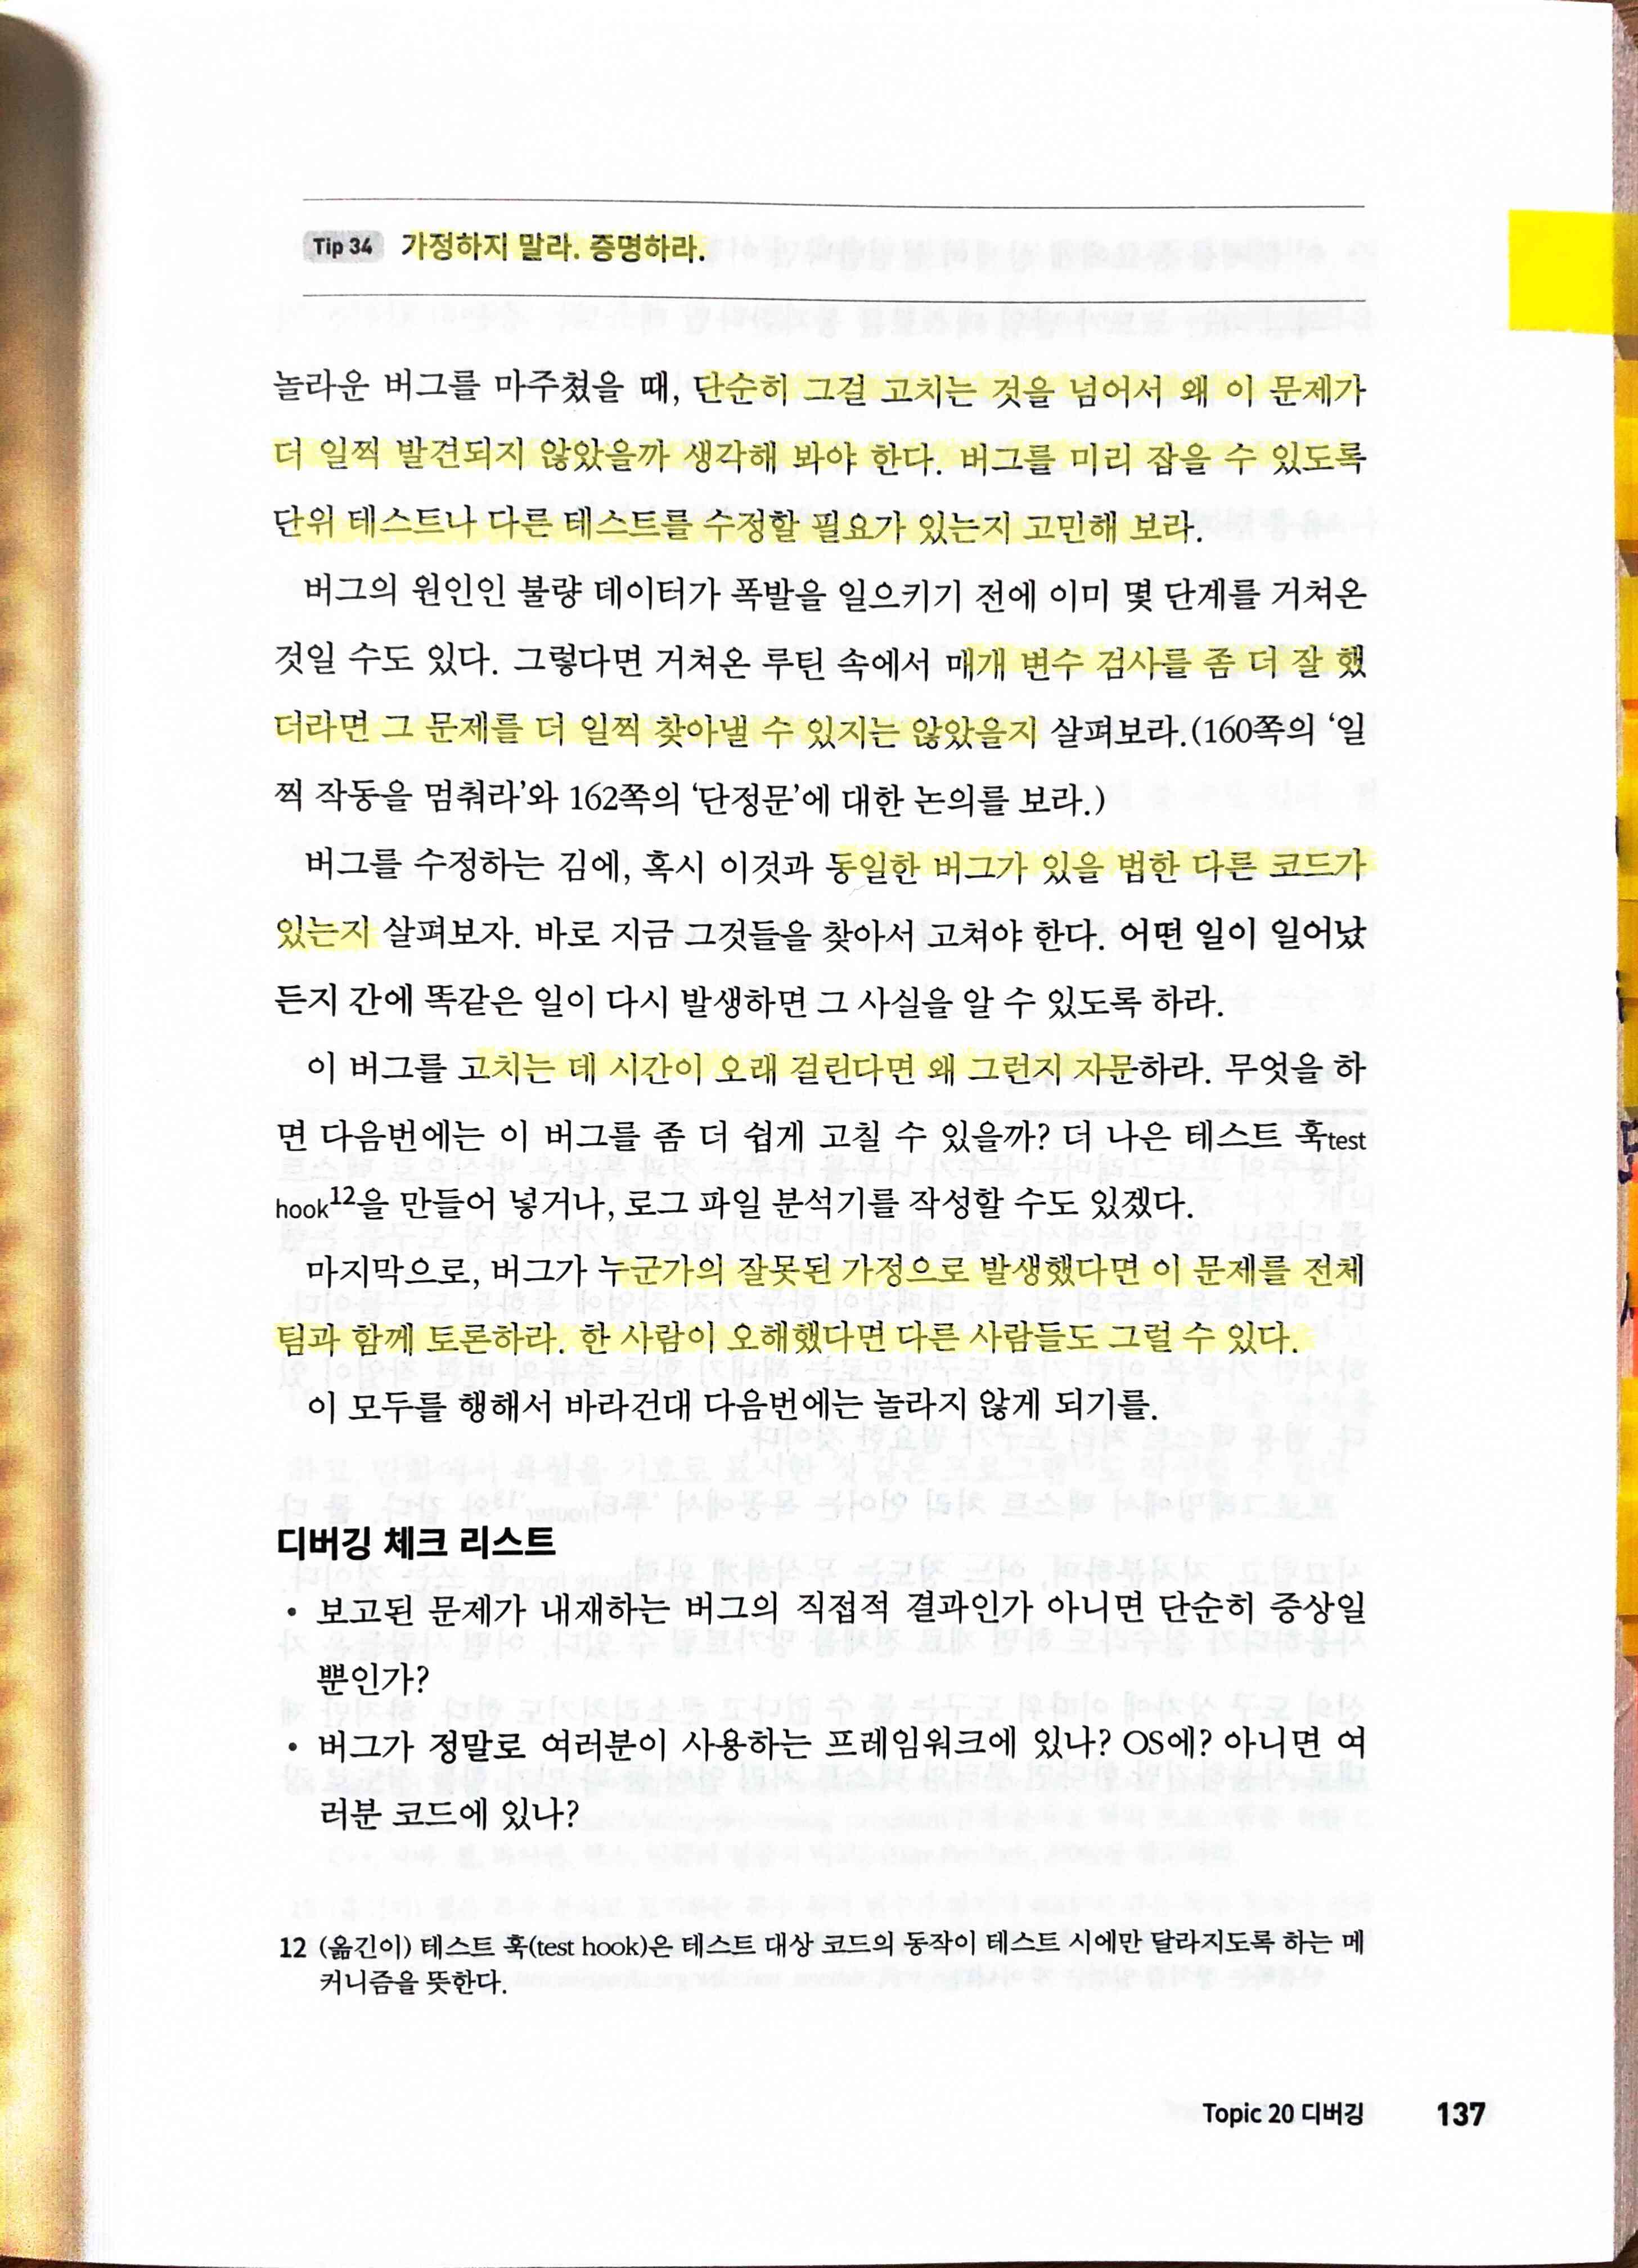 Tip 34 가정하지 말라. 증명하라.
놀라운 버그를 마주쳤을 때, 단순히 그걸 고치는 것을 넘어서 왜 이 문제가
더 일찍 발견되지 않았을까 생각해 봐야 한다. 버그를 미리 잡을 수 있도록
단위 테스트나 다른 테스트를 수정할 필요가 있는지 고민해 보라.
버그의 원인인 불량 데이터가 폭발을 일으키기 전에 이미 몇 단계를 거쳐온
것일 수도 있다. 그렇다면 거쳐온 루틴 속에서 매개 변수 검사를 좀 더 잘 했
더라면 그 문제를 더 일찍 찾아낼 수 있지는 않았을지 살펴보라.(160쪽의 ‘일
찍 작동을 멈춰라’와 162쪽의 ‘단정문’에 대한 논의를 보라.)
버그를 수정하는 김에, 혹시 이것과 동일한 버그가 있을 법한 다른 코드가
있는지 살펴보자. 바로 지금 그것들을 찾아서 고쳐야 한다. 어떤 일이 일어났
든지 간에 똑같은 일이 다시 발생하면 그 사실을 알 수 있도록 하라.
이 버그를 고치는 데 시간이 오래 걸린다면 왜 그런지 자문하라. 무엇을 하
면 다음번에는 이 버그를 좀 더 쉽게 고칠 수 있을까? 더 나은 테스트 훅test
hook12을 만들어 넣거나, 로그 파일 분석기를 작성할 수도 있겠다.
마지막으로, 버그가 누군가의 잘못된 가정으로 발생했다면 이 문제를 전체
팀과 함께 토론하라. 한 사람이 오해했다면 다른 사람들도 그럴 수 있다.
이 모두를 행해서 바라건대 다음번에는 놀라지 않게 되기를.
디버깅 체크 리스트
• 보고된 문제가 내재하는 버그의 직접적 결과인가 아니면 단순히 증상일
뿐인가?
• 버그가 정말로 여러분이 사용하는 프레임워크에 있나? OS에? 아니면 여
러분 코드에 있나?
12 (옮긴이) 테스트 훅(test hook)은 테스트 대상 코드의 동작이 테스트 시에만 달라지도록 하는 메
커니즘을 뜻한다.
Topic 20 디버깅 137